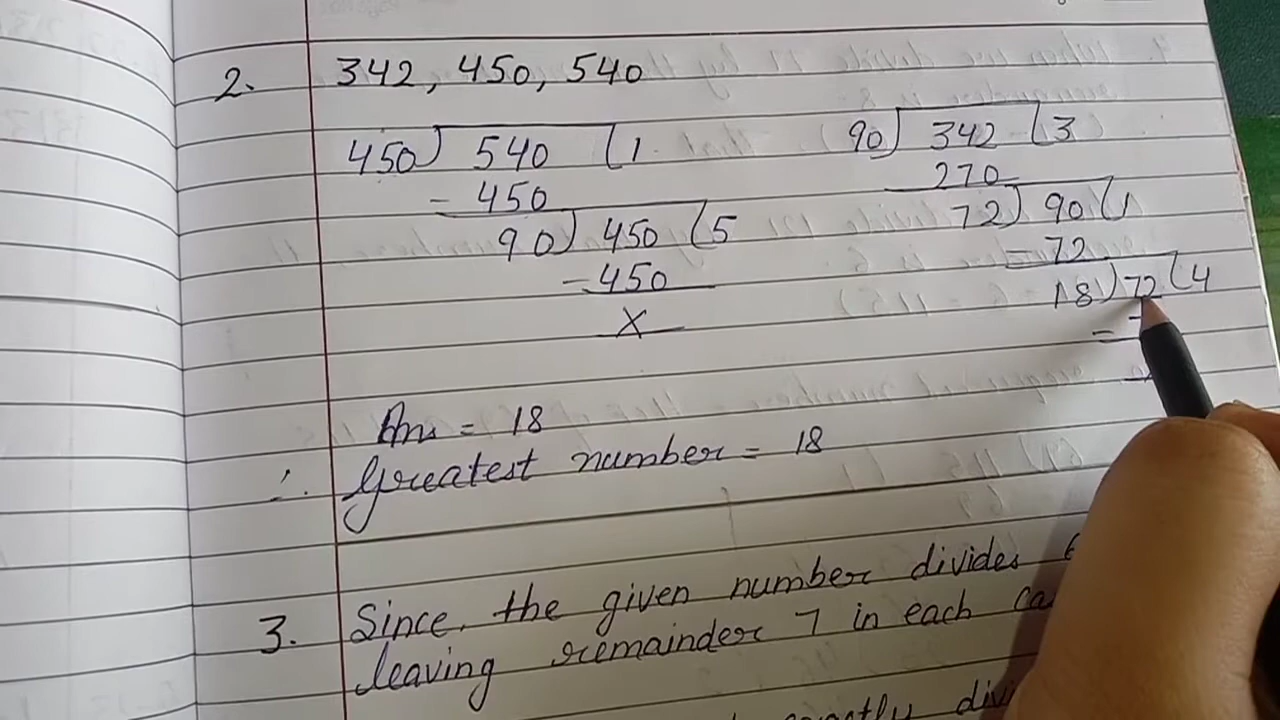 2. 342, 450, 540
450) 540 (1
- 450
90) 450 (5
- 450
X
90) 342 (3
270
72) 90 (1
- 72
18) 72 (4
-
Ans = 18
∴ Greatest number = 18
3. Since, the given number divides
leaving remainder 7 in each
exactly